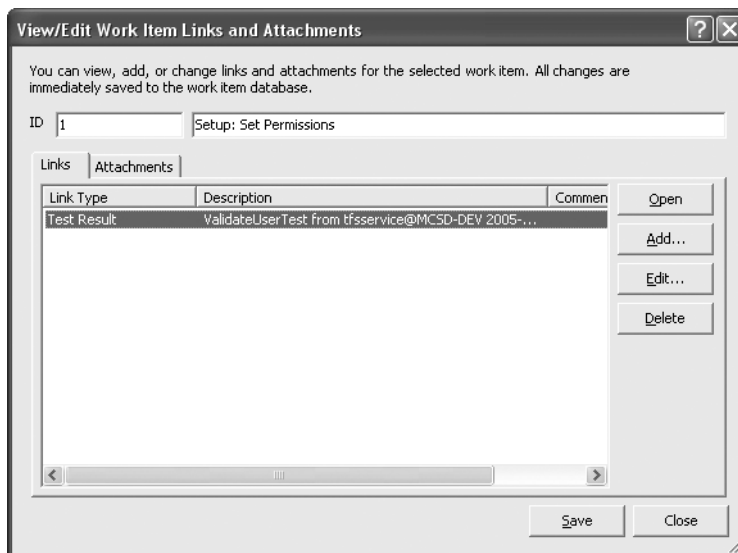 View/Edit Work Item Links and Attachments
You can view, add, or change links and attachments for the selected work item. All changes are
immediately saved to the work item database.
ID 1 Setup: Set Permissions
Links Attachments
Link Type Description Commen
Test Result ValidateUserTest from tfsservice@MCSD-DEV 2005-...
Open
Add...
Edit...
Delete
Save Close